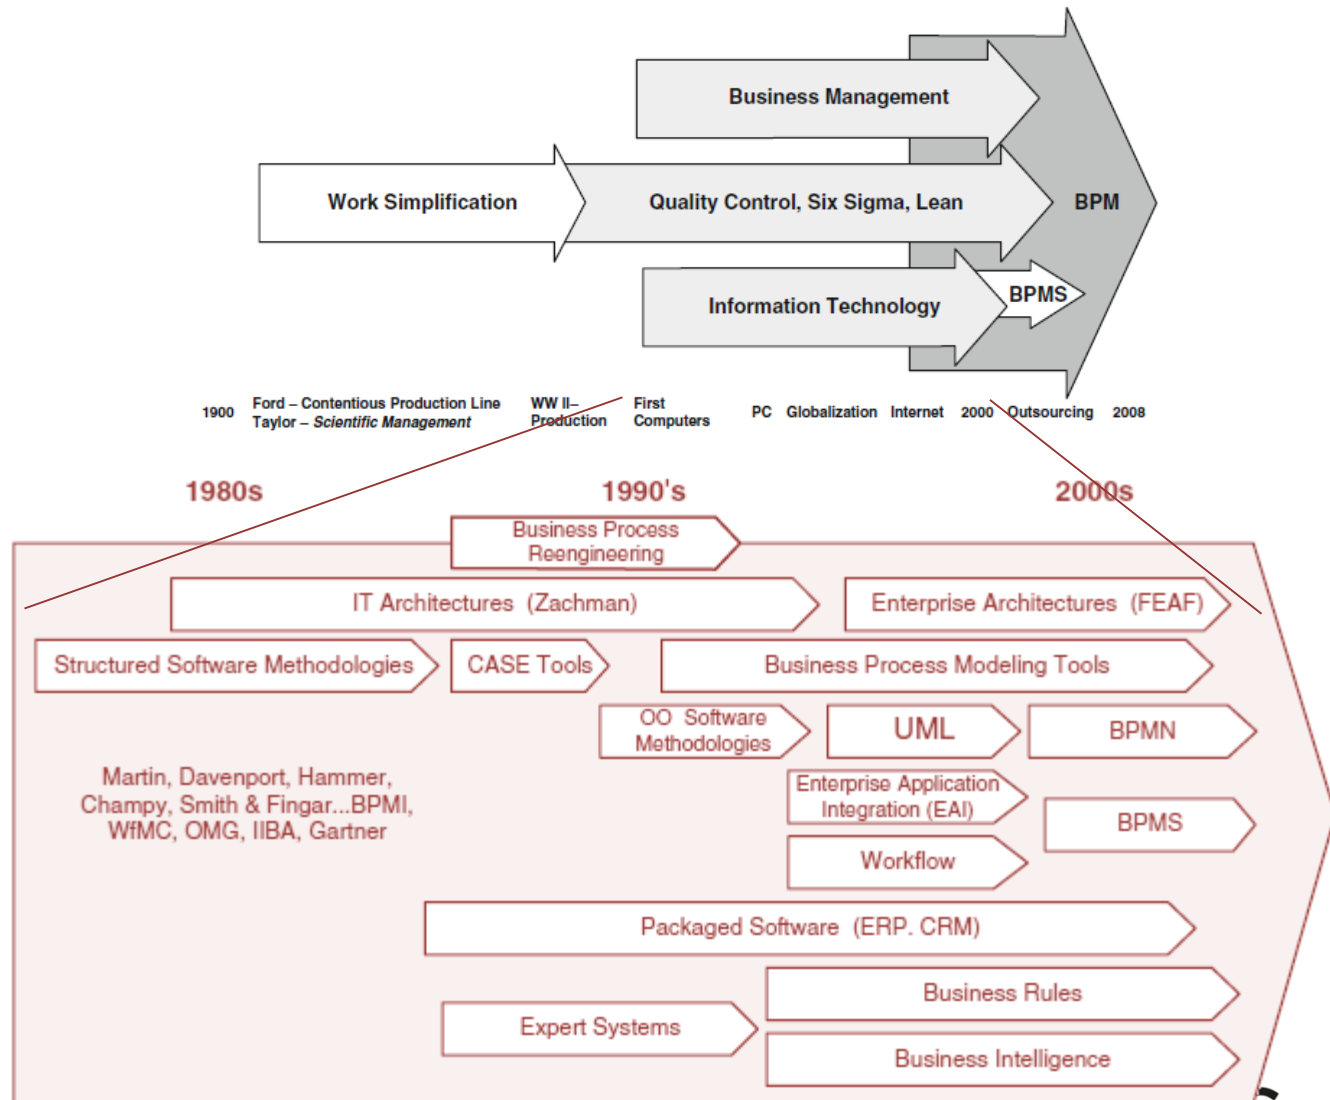 Business Management
Work Simplification
Quality Control, Six Sigma, Lean
BPM
Information Technology
BPMS
1900
Ford – Contentious Production Line
Taylor – Scientific Management
WW II–
Production
First
Computers
PC Globalization Internet 2000 Outsourcing 2008
1980s
1990's
2000s
Business Process
Reengineering
IT Architectures (Zachman)
Enterprise Architectures (FEAF)
Structured Software Methodologies
CASE Tools
Business Process Modeling Tools
OO Software
Methodologies
UML
BPMN
Martin, Davenport, Hammer,
Champy, Smith & Fingar...BPMI,
WfMC, OMG, IIBA, Gartner
Enterprise Application
Integration (EAI)
BPMS
Workflow
Packaged Software (ERP. CRM)
Business Rules
Expert Systems
Business Intelligence